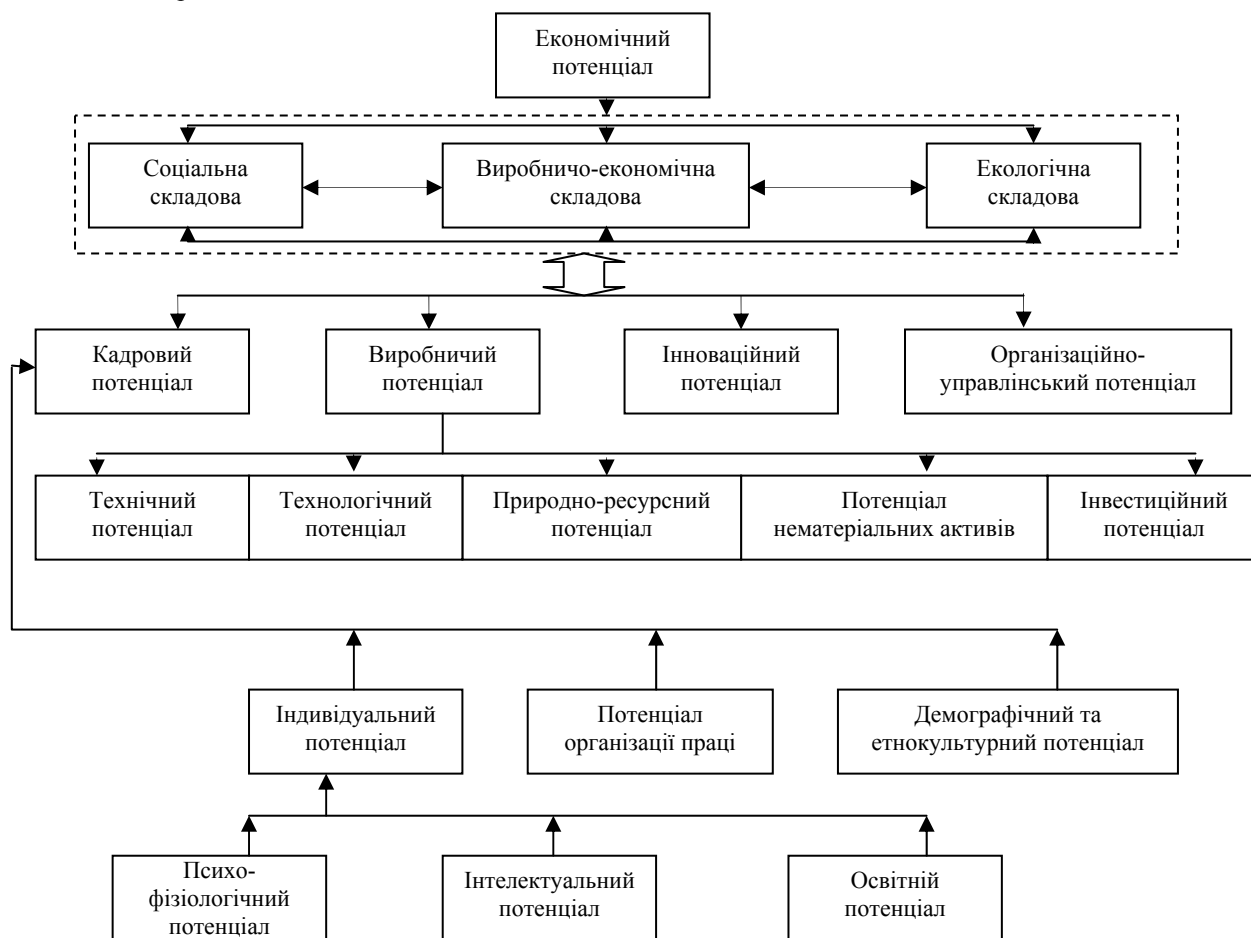 Економічний
потенціал
Соціальна
складова
Виробничо-економічна
складова
Екологічна
складова
Кадровий
потенціал
Виробничий
потенціал
Інноваційний
потенціал
Організаційно-
управлінський потенціал
Технічний
потенціал
Технологічний
потенціал
Природно-ресурсний
потенціал
Потенціал
нематеріальних активів
Інвестиційний
потенціал
Індивідуальний
потенціал
Потенціал
організації праці
Демографічний та
етнокультурний потенціал
Психо-
фізіологічний
потенціал
Інтелектуальний
потенціал
Освітній
потенціал